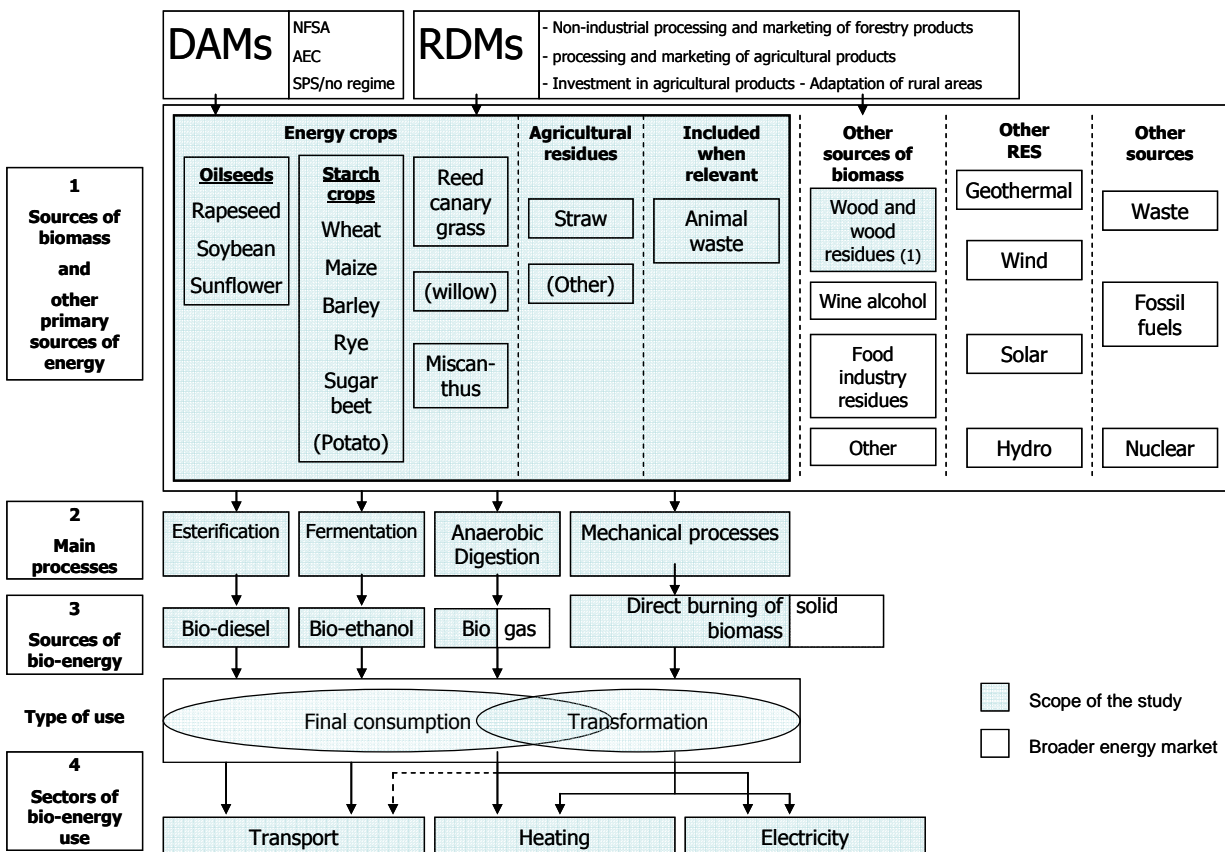 DAMs
NFSA
AEC
SPS/no regime
RDMs
- Non-industrial processing and marketing of forestry products
- processing and marketing of agricultural products
- Investment in agricultural products - Adaptation of rural areas
1
Sources of
biomass
and
other
primary
sources of
energy
Energy crops
Oilseeds
Rapeseed
Soybean
Sunflower
Starch
crops
Wheat
Maize
Barley
Rye
Sugar
beet
(Potato)
Reed
canary
grass
(willow)
Miscan-
thus
Agricultural
residues
Straw
(Other)
Included
when
relevant
Animal
waste
Other
sources of
biomass
Wood and
wood
residues (1)
Wine alcohol
Food
industry
residues
Other
Other
RES
Geothermal
Wind
Solar
Hydro
Other
sources
Waste
Fossil
fuels
Nuclear
2
Main
processes
Esterification
Fermentation
Anaerobic
Digestion
Mechanical processes
3
Sources of
bio-energy
Bio-diesel
Bio-ethanol
Bio gas
Direct burning of solid
biomass
Type of use
Final consumption
Transformation
Scope of the study
Broader energy market
4
Sectors of
bio-energy
use
Transport
Heating
Electricity